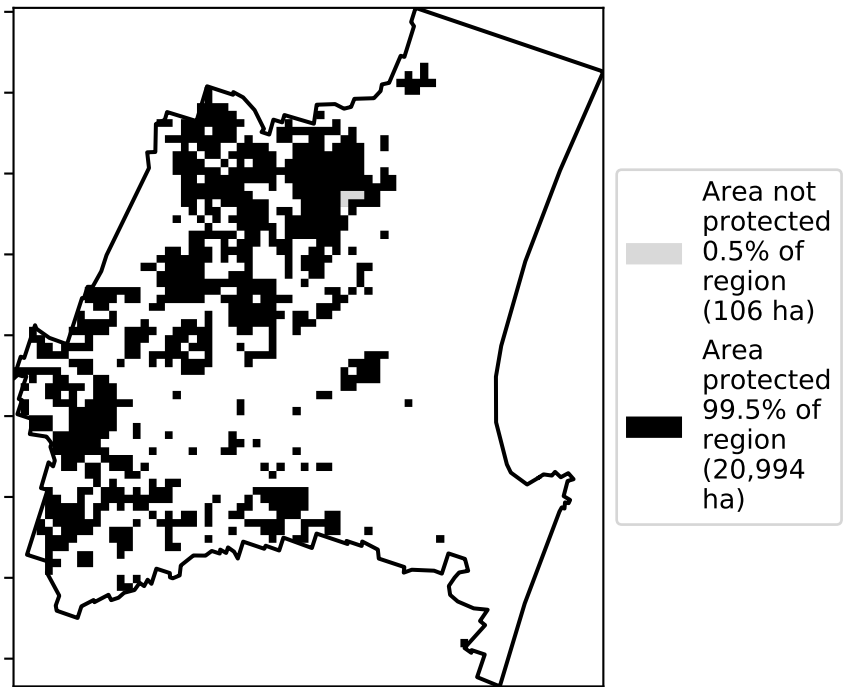 Area not
protected
0.5% of
region
(106 ha)
Area
protected
99.5% of
region
(20,994
ha)